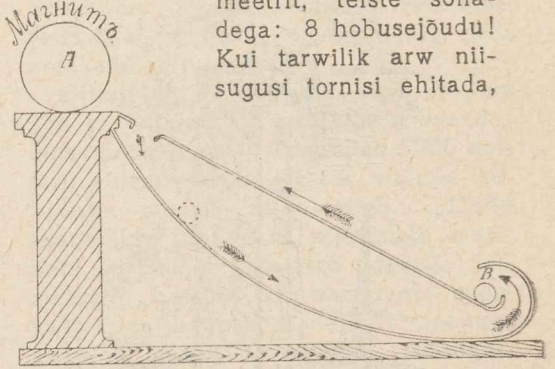 meetrit, teiste sõna-
dega: 8 hobusejõudu!
Kui tarwilik arw nii-
sugusi tornisi ehitada,
Магнитъ.
A
B